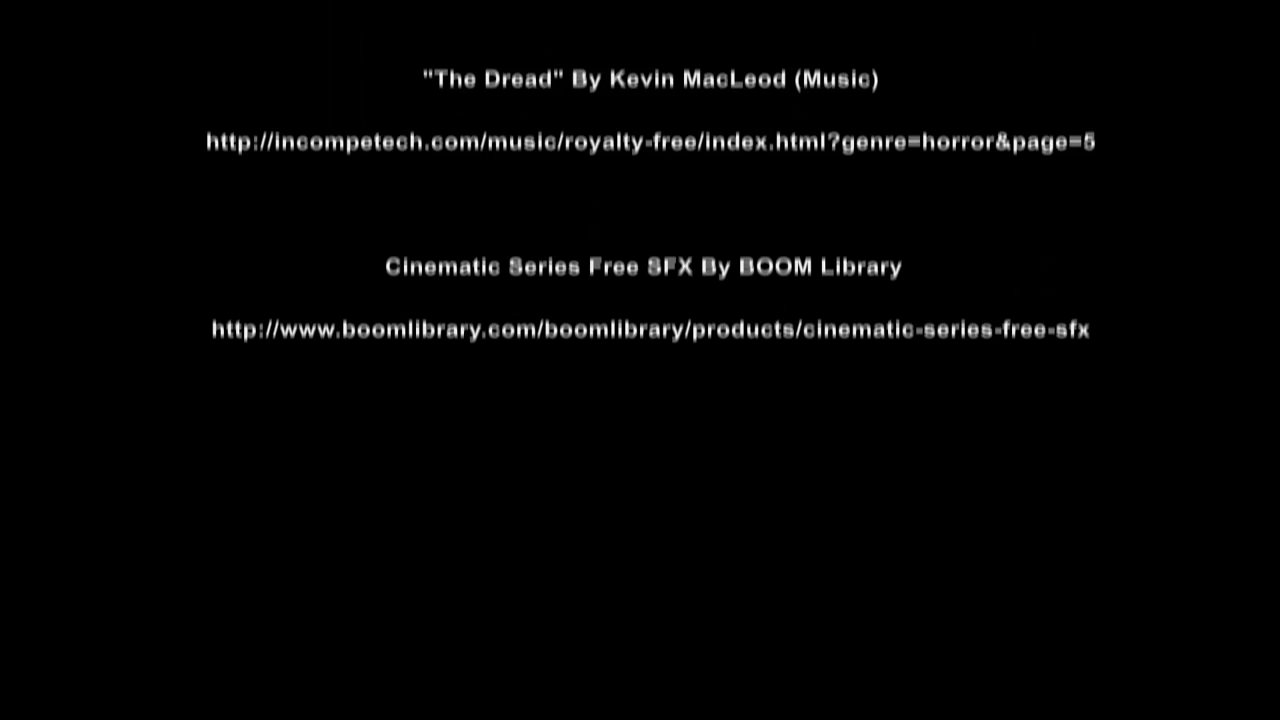 "The Dread" By Kevin MacLeod (Music)
http://incompetech.com/music/royalty-free/index.html?genre=horror&page=5
Cinematic Series Free SFX By BOOM Library
http://www.boomlibrary.com/boomlibrary/products/cinematic-series-free-sfx